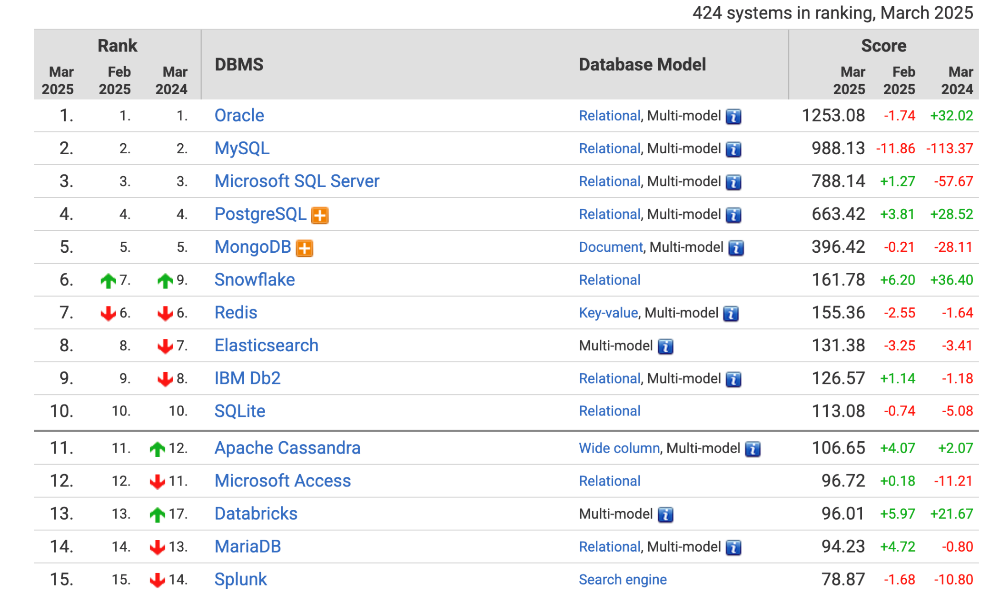 424 systems in ranking, March 2025
Rank DBMS Database Model Score
Mar 2025 Feb 2025 Mar 2024 Mar 2025 Feb 2025 Mar 2024
1. 1. 1. Oracle Relational, Multi-model i 1253.08 -1.74 +32.02
2. 2. 2. MySQL Relational, Multi-model i 988.13 -11.86 -113.37
3. 3. 3. Microsoft SQL Server Relational, Multi-model i 788.14 +1.27 -57.67
4. 4. 4. PostgreSQL Relational, Multi-model i 663.42 +3.81 +28.52
5. 5. 5. MongoDB Document, Multi-model i 396.42 -0.21 -28.11
6. 7. 9. Snowflake Relational 161.78 +6.20 +36.40
7. 6. 6. Redis Key-value, Multi-model i 155.36 -2.55 -1.64
8. 8. 7. Elasticsearch Multi-model i 131.38 -3.25 -3.41
9. 9. 8. IBM Db2 Relational, Multi-model i 126.57 +1.14 -1.18
10. 10. 10. SQLite Relational 113.08 -0.74 -5.08
11. 11. 12. Apache Cassandra Wide column, Multi-model i 106.65 +4.07 +2.07
12. 12. 11. Microsoft Access Relational 96.72 +0.18 -11.21
13. 13. 17. Databricks Multi-model i 96.01 +5.97 +21.67
14. 14. 13. MariaDB Relational, Multi-model i 94.23 +4.72 -0.80
15. 15. 14. Splunk Search engine 78.87 -1.68 -10.80